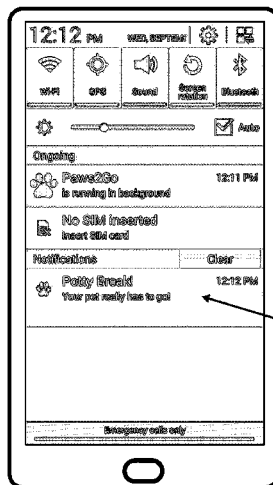 12:12 PM WED, SEPTEM
Wi-Fi GPS Sound Screen rotation Bluetooth
Auto
Ongoing
Paws2Go 12:11 PM
is running in background
No SIM inserted
Insert SIM card
Notifications Clear
Potty Break! 12:12 PM
Your pet really has to go!
Emergency calls only